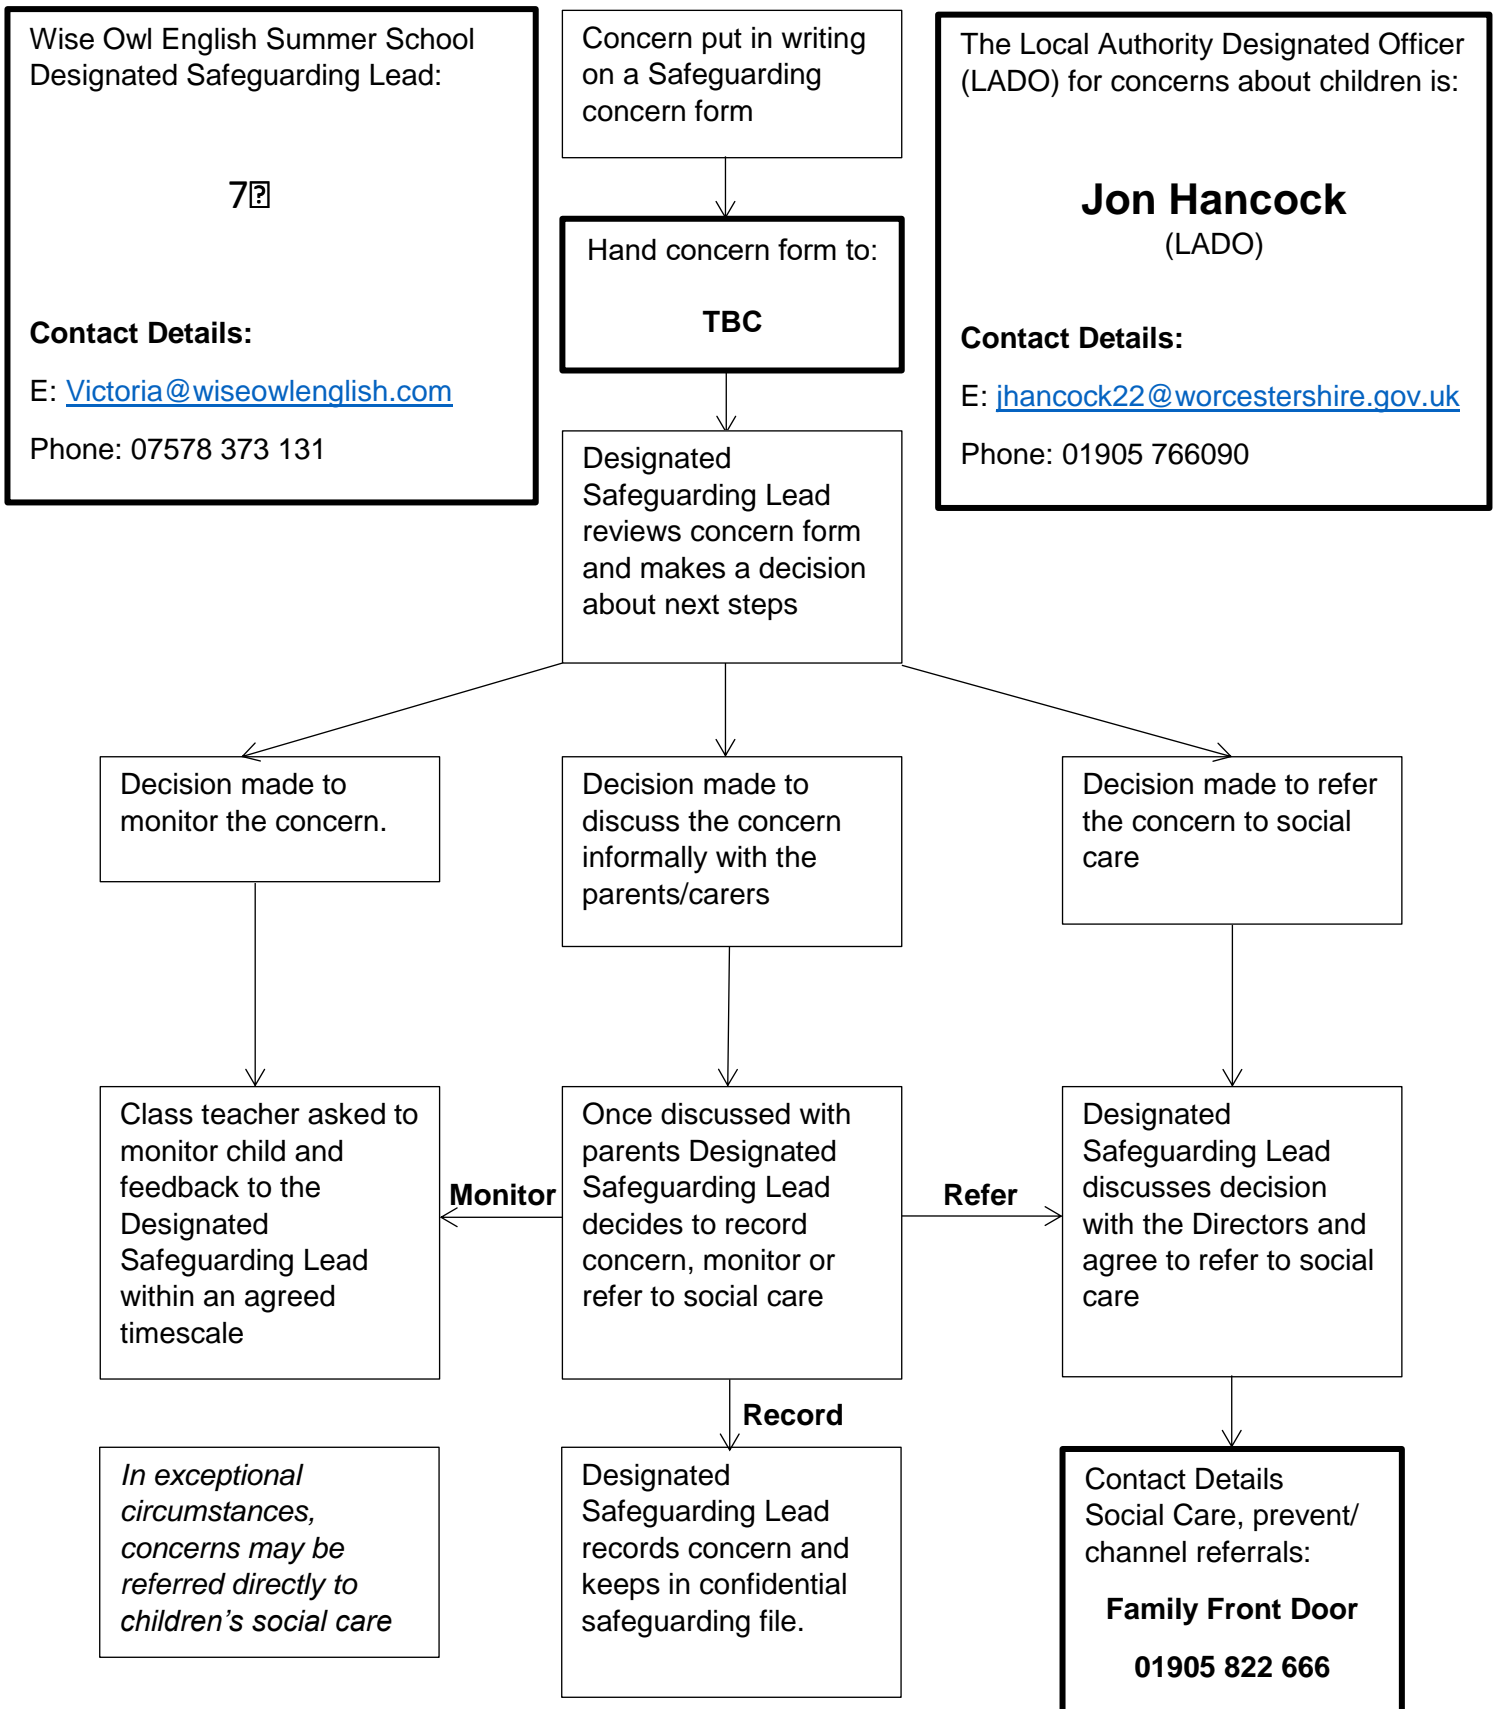 Wise Owl English Summer School
Designated Safeguarding Lead:
7
Contact Details:
E: Victoria@wiseowlenglish.com
Phone: 07578 373 131
Concern put in writing
on a Safeguarding
concern form
Hand concern form to:
TBC
Designated
Safeguarding Lead
reviews concern form
and makes a decision
about next steps
The Local Authority Designated Officer
(LADO) for concerns about children is:
Jon Hancock
(LADO)
Contact Details:
E: jhancock22@worcestershire.gov.uk
Phone: 01905 766090
Decision made to
monitor the concern.
Decision made to
discuss the concern
informally with the
parents/carers
Decision made to refer
the concern to social
care
Class teacher asked to
monitor child and
feedback to the
Designated
Safeguarding Lead
within an agreed
timescale
Monitor
Once discussed with
parents Designated
Safeguarding Lead
decides to record
concern, monitor or
refer to social care
Refer
Designated
Safeguarding Lead
discusses decision
with the Directors and
agree to refer to social
care
Record
In exceptional
circumstances,
concerns may be
referred directly to
children’s social care
Designated
Safeguarding Lead
records concern and
keeps in confidential
safeguarding file.
Contact Details
Social Care, prevent/
channel referrals:
Family Front Door
01905 822 666